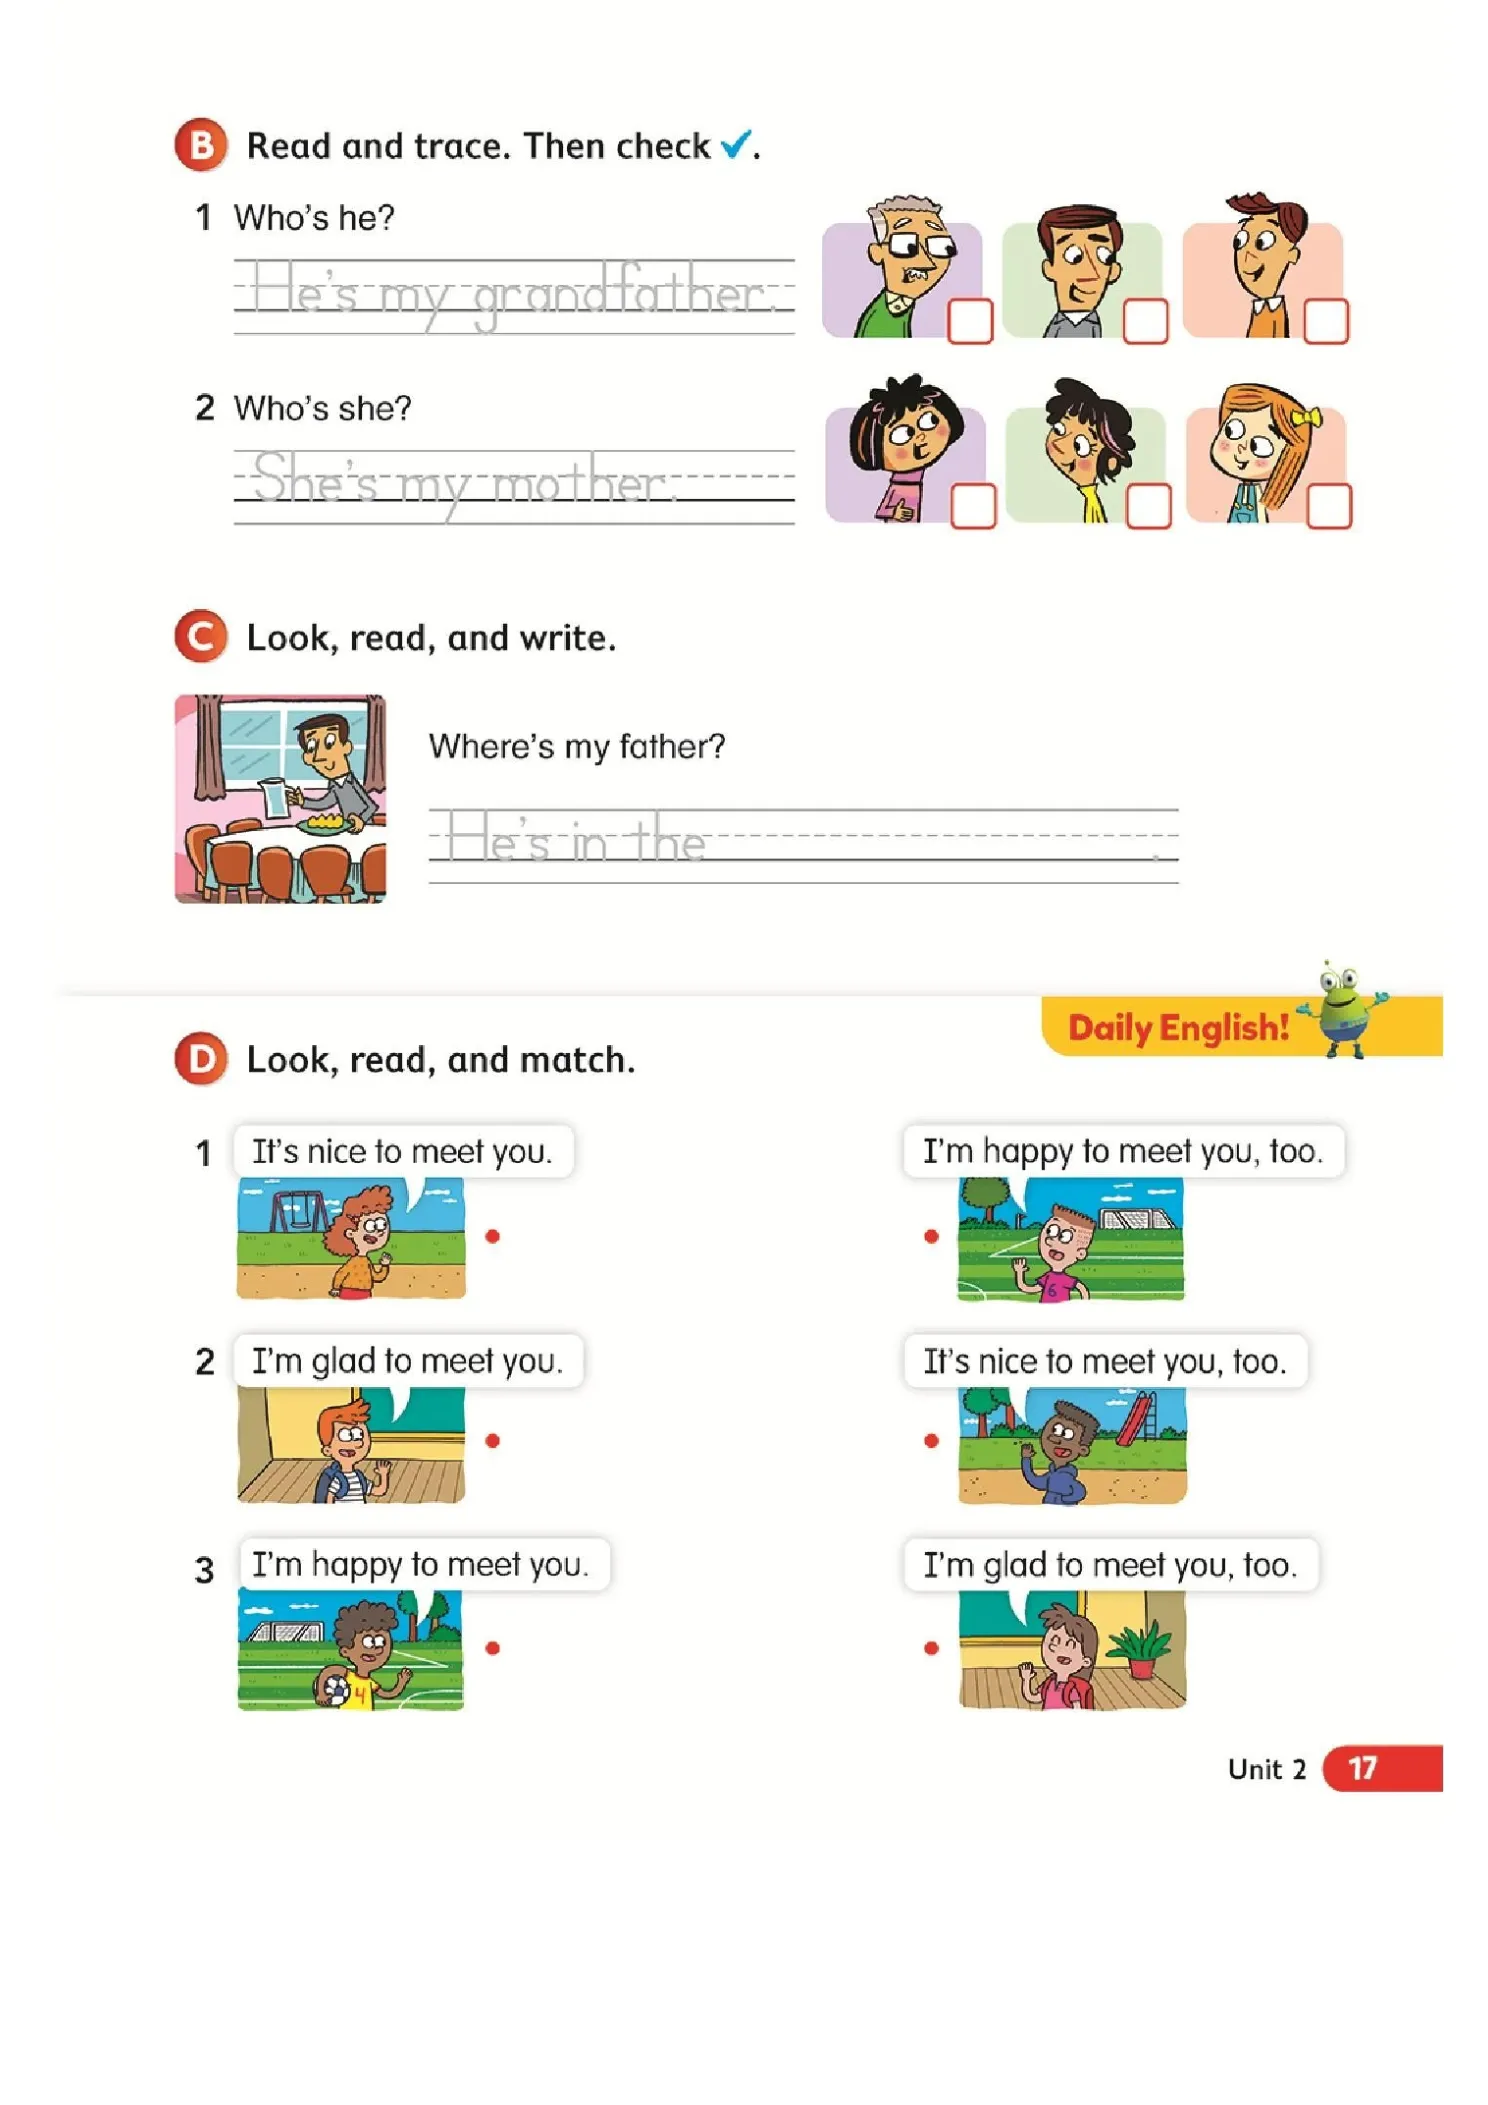 B Read and trace. Then check ✓.
1 Who's he?
He's my grandfather.
2 Who's she?
She's my mother.
C Look, read, and write.
Where's my father?
He's in the .
Daily English!
D Look, read, and match.
1 It's nice to meet you.
I'm happy to meet you, too.
6
2 I'm glad to meet you.
It's nice to meet you, too.
3 I'm happy to meet you.
I'm glad to meet you, too.
4
Unit 2 17